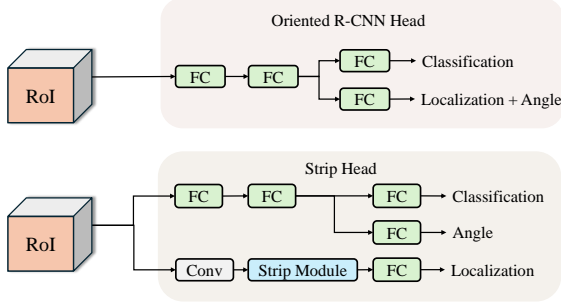 Oriented R-CNN Head
RoI
FC
FC
FC
Classification
FC
Localization + Angle
Strip Head
RoI
FC
FC
FC
Classification
FC
Angle
Conv
Strip Module
FC
Localization